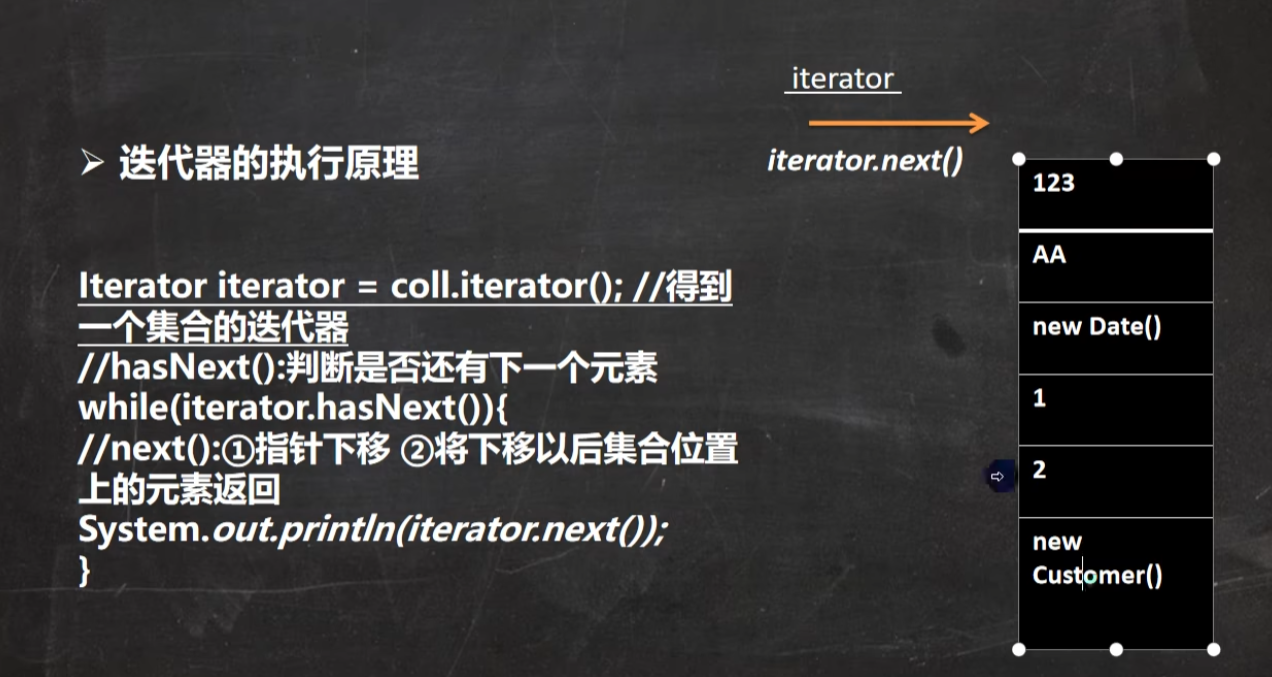 iterator
➢ 迭代器的执行原理
iterator.next()
Iterator iterator = coll.iterator(); //得到
一个集合的迭代器
//hasNext():判断是否还有下一个元素
while(iterator.hasNext()){
//next():①指针下移 ②将下移以后集合位置
上的元素返回
System.out.println(iterator.next());
}
123
AA
new Date()
1
2
new
Customer()